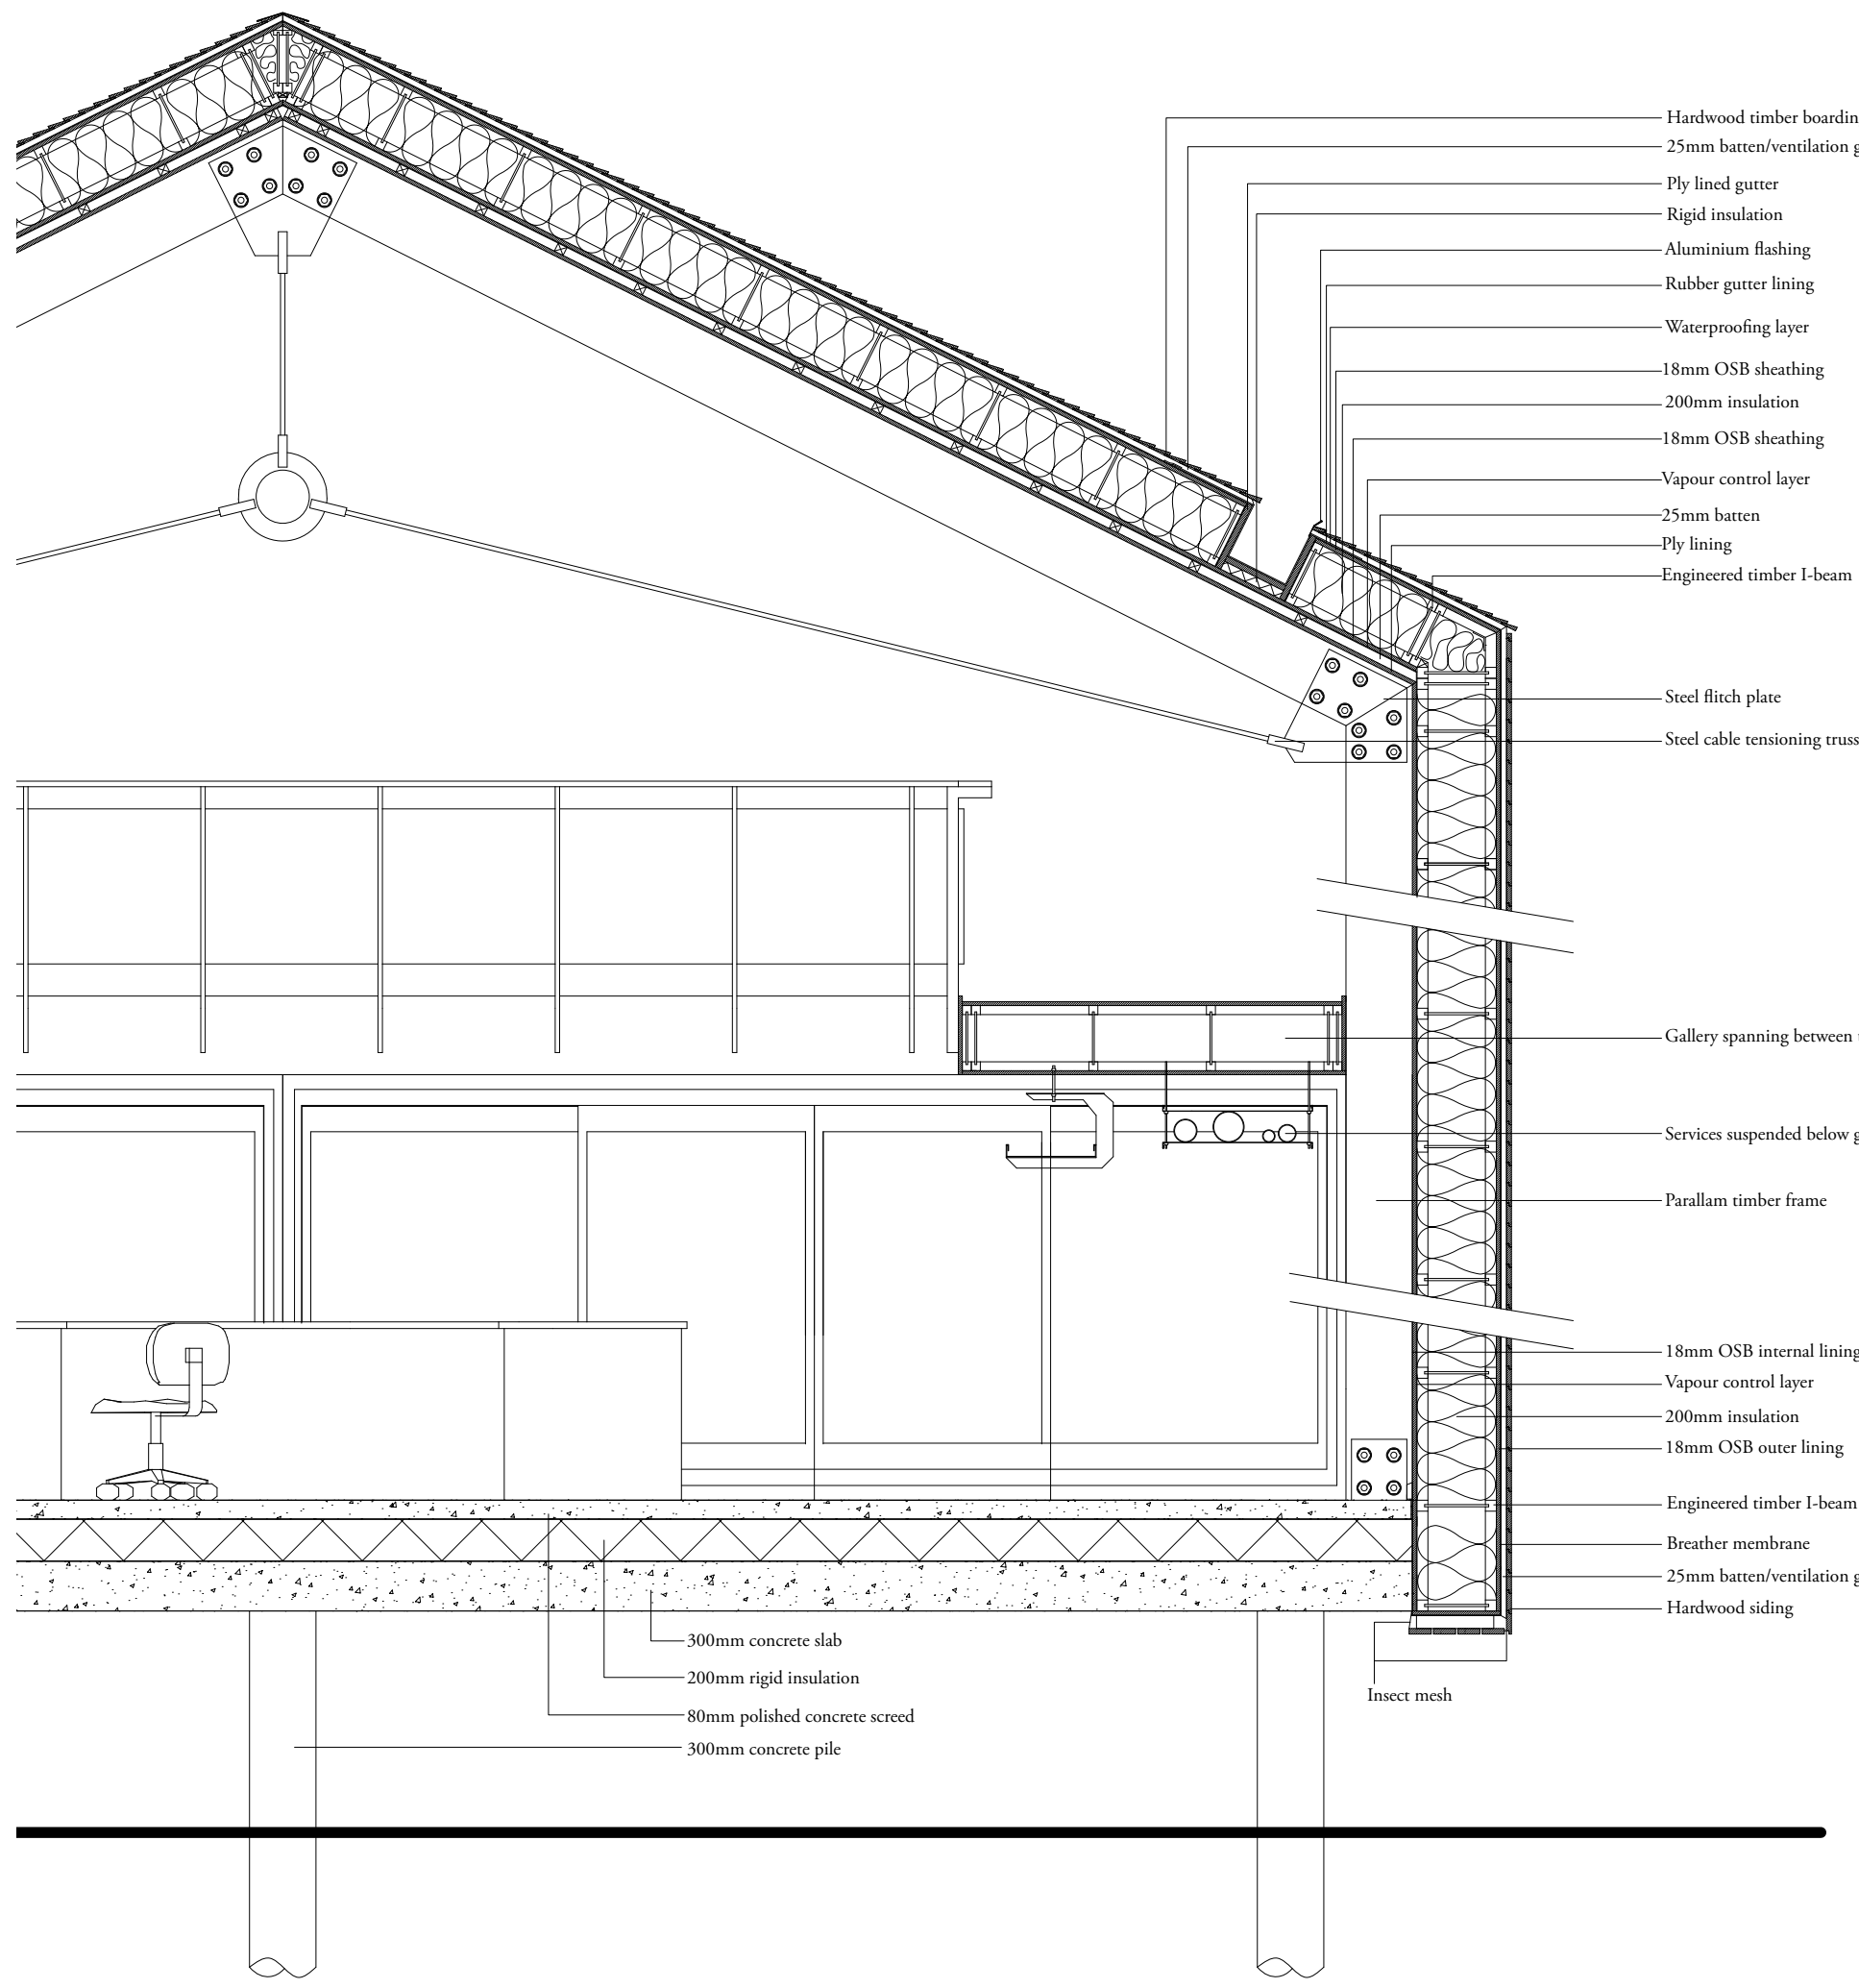 Hardwood timber boardin
25mm batten/ventilation g
Ply lined gutter
Rigid insulation
Aluminium flashing
Rubber gutter lining
Waterproofing layer
18mm OSB sheathing
200mm insulation
18mm OSB sheathing
Vapour control layer
25mm batten
Ply lining
Engineered timber I-beam
Steel flitch plate
Steel cable tensioning truss
Gallery spanning between
Services suspended below g
Parallam timber frame
18mm OSB internal lining
Vapour control layer
200mm insulation
18mm OSB outer lining
Engineered timber I-beam
Breather membrane
25mm batten/ventilation g
Hardwood siding
300mm concrete slab
200mm rigid insulation
Insect mesh
80mm polished concrete screed
300mm concrete pile